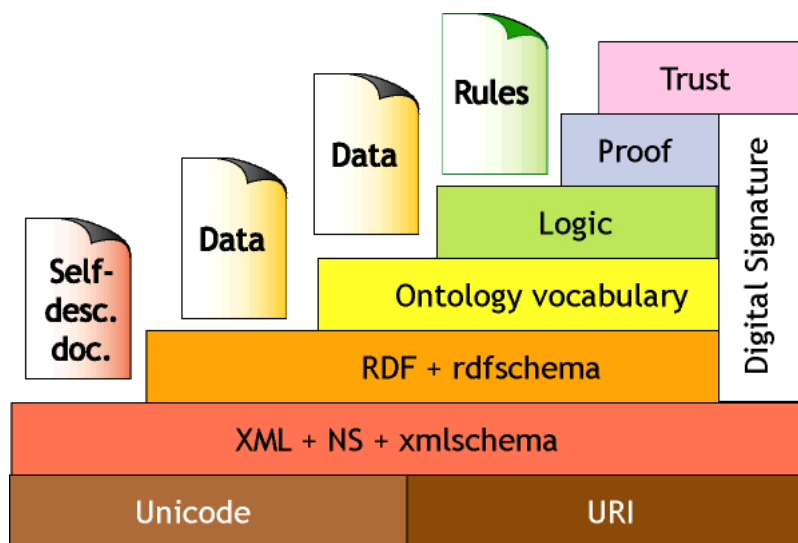 Rules
Trust
Data
Proof
Data
Logic
Self-
desc.
doc.
Ontology vocabulary
Digital Signature
RDF + rdfschema
XML + NS + xmlschema
Unicode
URI